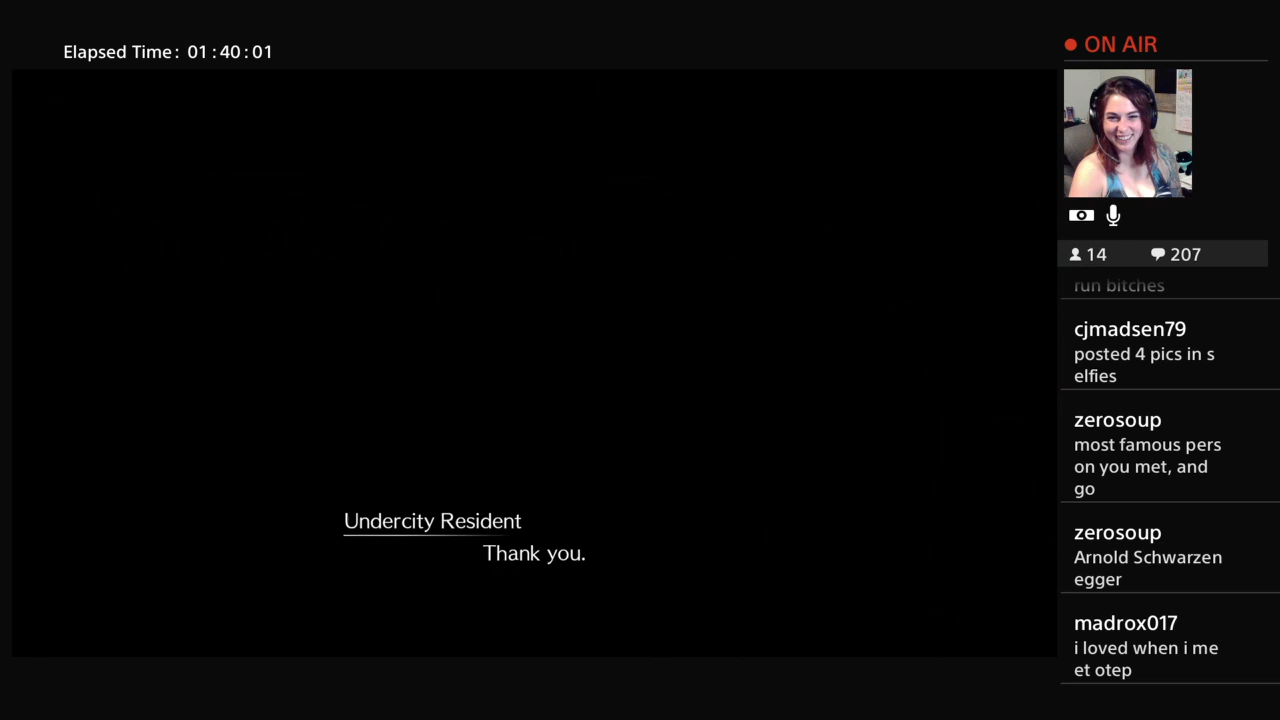 Elapsed Time: 01:40:01
ON AIR
14
207
run bitches
cjmadsen79
posted 4 pics in s
elfies
zerosoup
most famous pers
on you met, and
go
zerosoup
Arnold Schwarzen
egger
madrox017
i loved when i me
et otep
Undercity Resident
Thank you.